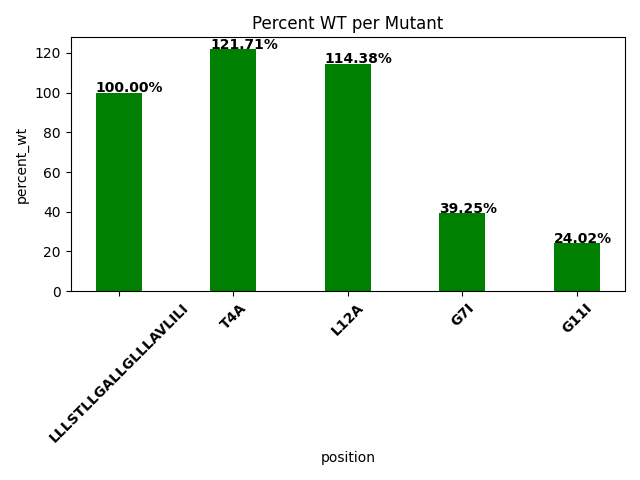 Percent WT per Mutant
percent_wt
120
100
80
60
40
20
0
100.00%
121.71%
114.38%
39.25%
24.02%
LLLSTLLGALLGLLLAVLILI
T4A
L12A
G7I
G11I
position